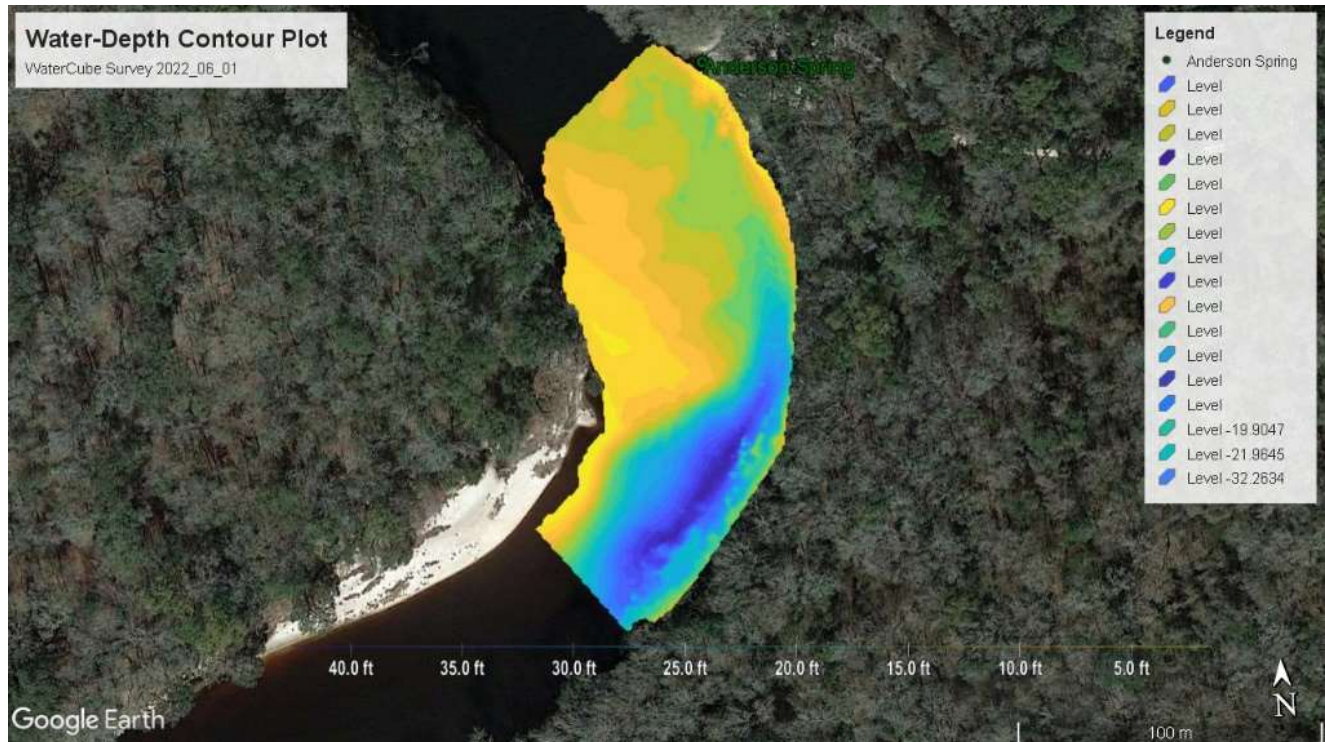 Water-Depth Contour Plot
WaterCube Survey 2022_06_01
Anderson Spring
Legend
Anderson Spring
Level
Level
Level
Level
Level
Level
Level
Level
Level
Level
Level
Level
Level
Level
Level -19.9047
Level -21.9645
Level -32.2634
40.0 ft 35.0 ft 30.0 ft 25.0 ft 20.0 ft 15.0 ft 10.0 ft 5.0 ft
N
Google Earth
100 m